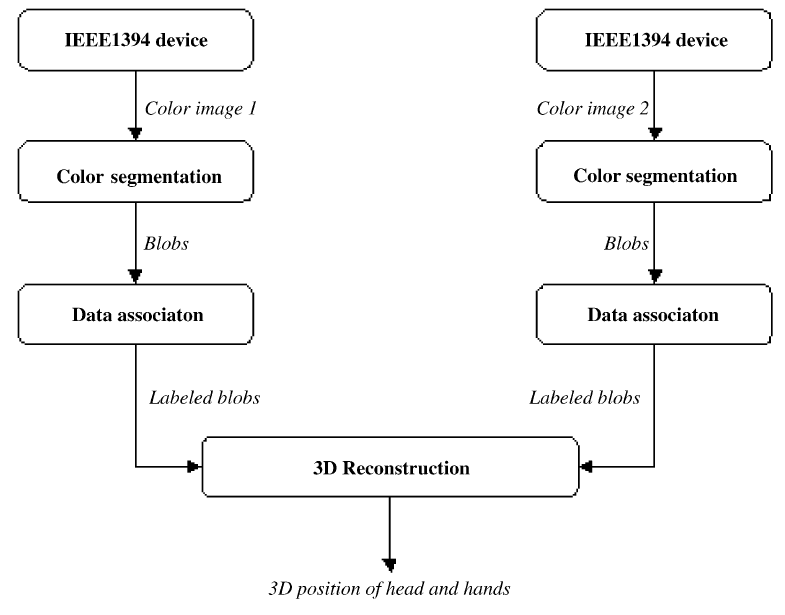 IEEE1394 device
IEEE1394 device
Color image 1
Color image 2
Color segmentation
Color segmentation
Blobs
Blobs
Data associaton
Data associaton
Labeled blobs
Labeled blobs
3D Reconstruction
3D position of head and hands